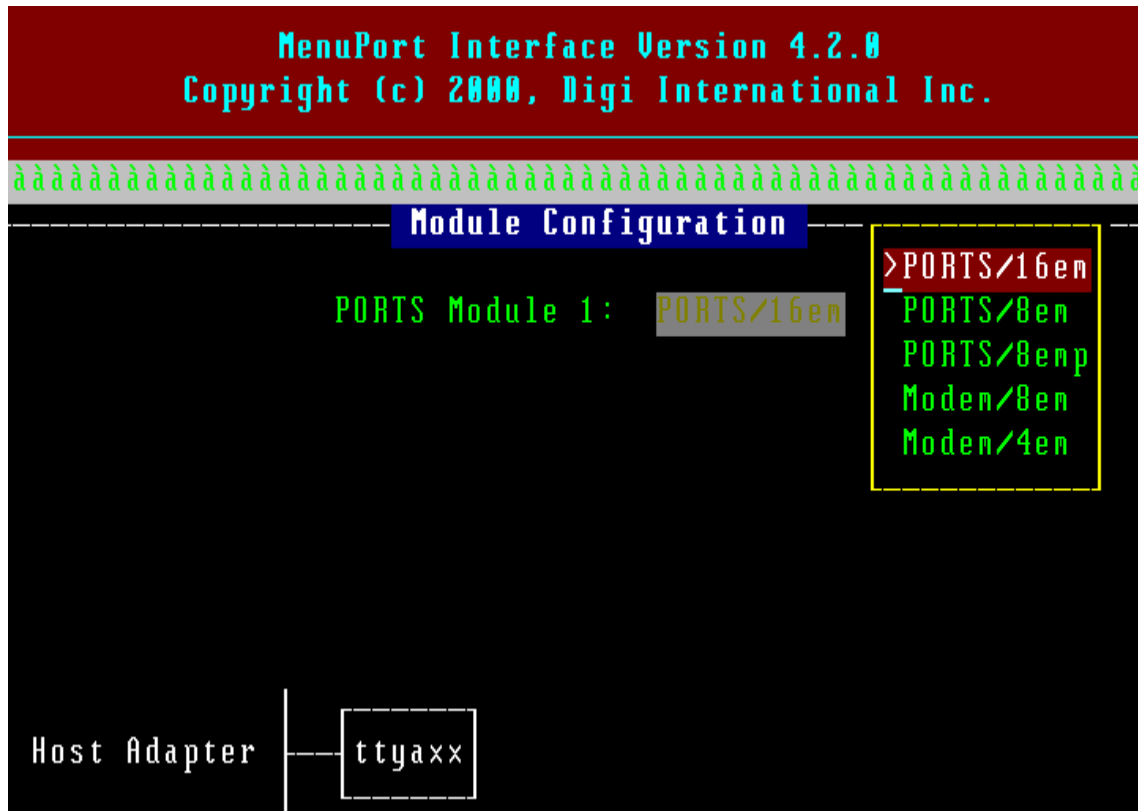 MenuPort Interface Version 4.2.0
Copyright (c) 2000, Digi International Inc.
àààààààààààààààààààààààààààààààààààààààààààààààààààààààààààà
Module Configuration
PORTS Module 1: PORTS/16em
>PORTS/16em
PORTS/8em
PORTS/8emp
Modem/8em
Modem/4em
Host Adapter
ttyaxx